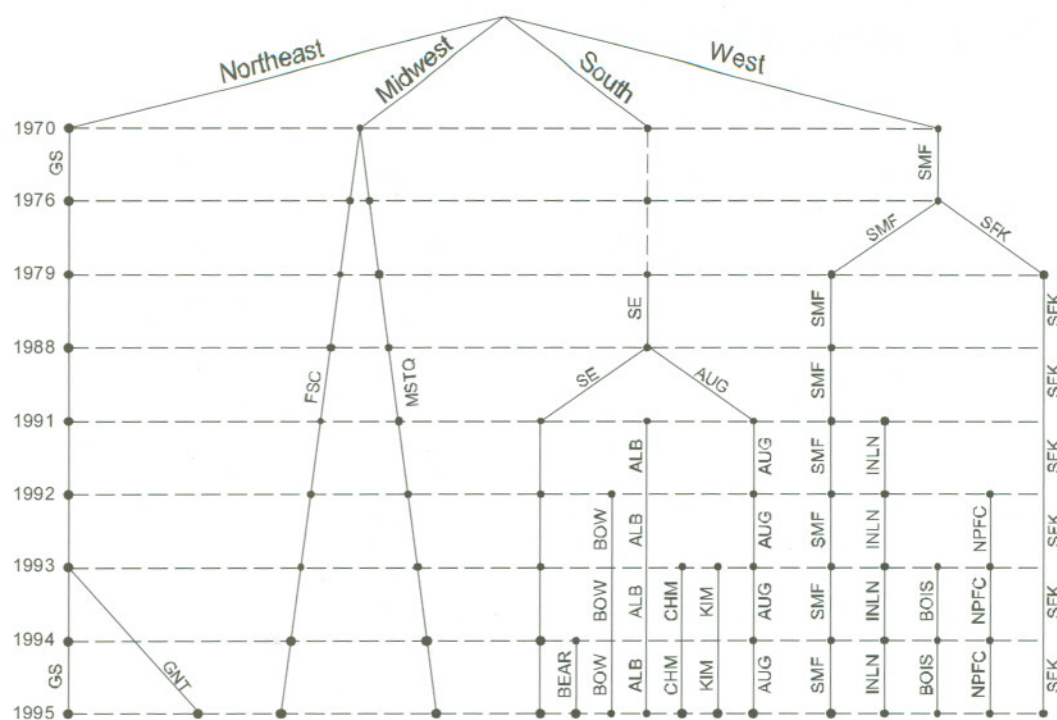 Northeast
Midwest
South
West
1970
GS
SMF
1976
SMF
SFK
1979
SE
SMF
SFK
1988
FSC
MSTQ
SE
AUG
SMF
SFK
1991
ALB
AUG
SMF
INLN
SFK
1992
BOW
ALB
AUG
SMF
INLN
NPFC
SFK
1993
BOW
ALB
CHM
KIM
AUG
SMF
INLN
BOIS
NPFC
SFK
1994
GS
GNT
BEAR
BOW
ALB
CHM
KIM
AUG
SMF
INLN
BOIS
NPFC
SFK
1995